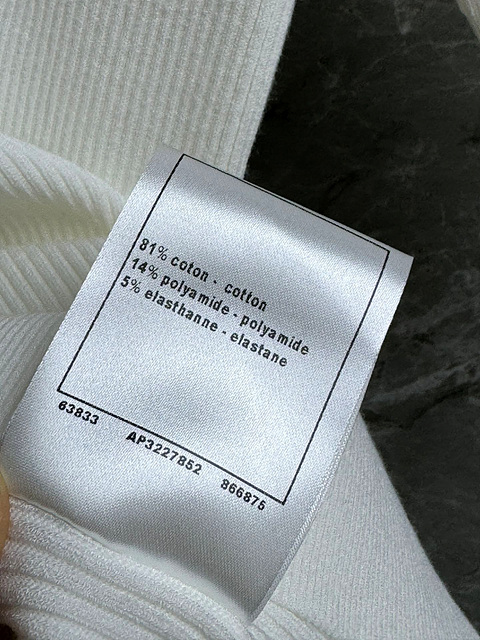 81% coton - cotton
14% polyamide - polyamide
5% elasthanne - elastane
63833 AP3227852 866875